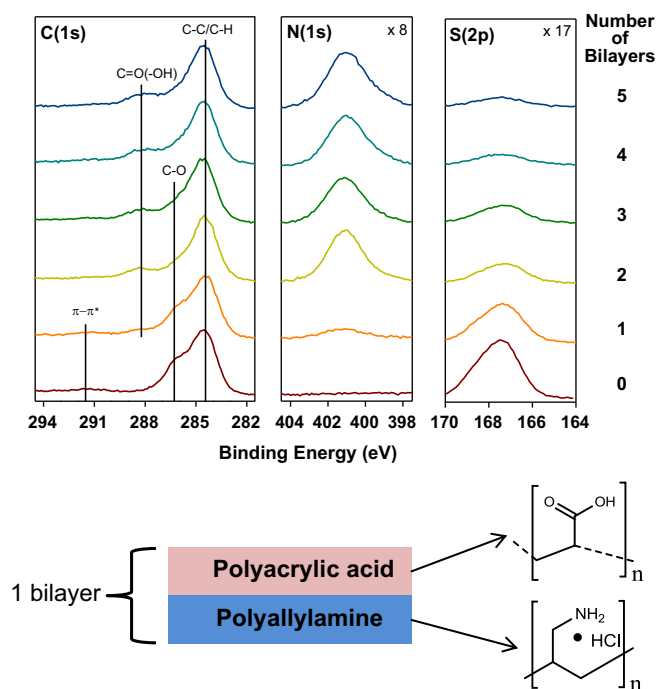 C(1s)
C-C/C-H
C=O(-OH)
C-O
π–π*
N(1s)
x 8
S(2p)
x 17
Number
of
Bilayers
5
4
3
2
1
0
294 291 288 285 282
404 402 400 398
170 168 166 164
Binding Energy (eV)
1 bilayer
Polyacrylic acid
Polyallylamine
O
OH
n
NH2
• HCl
n